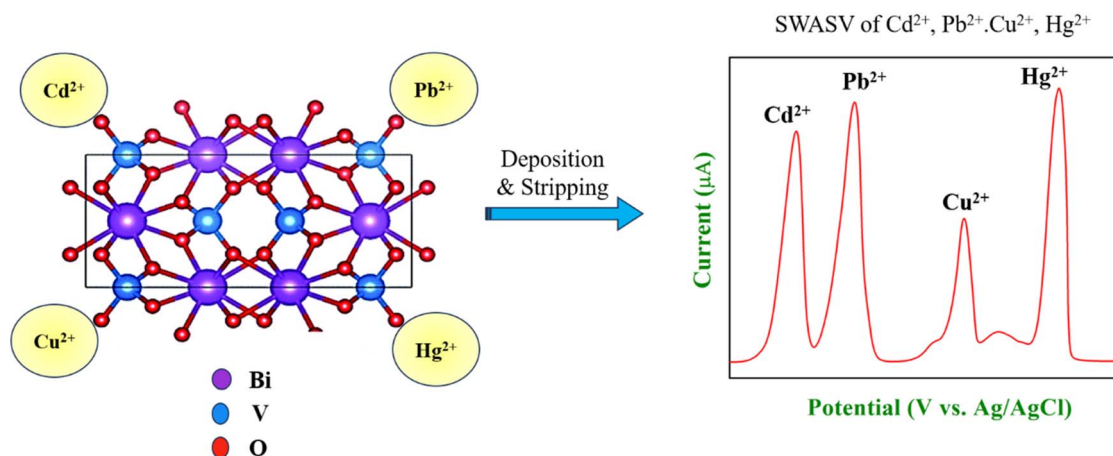 Cd²⁺
Pb²⁺
Cu²⁺
Hg²⁺
Bi
V
O
Deposition
& Stripping
SWASV of Cd²⁺, Pb²⁺.Cu²⁺, Hg²⁺
Cd²⁺
Pb²⁺
Cu²⁺
Hg²⁺
Current (µA)
Potential (V vs. Ag/AgCl)